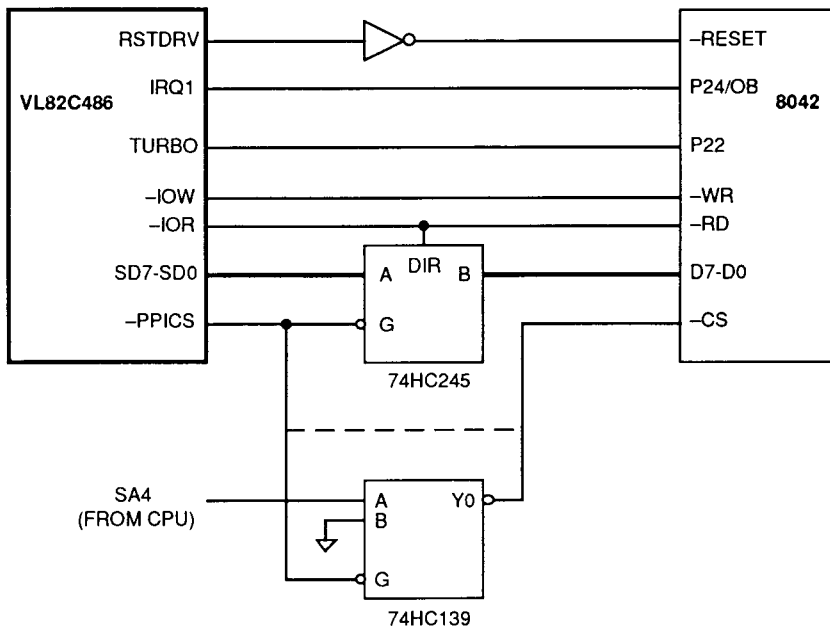 RSTDRV
–RESET
VL82C486
IRQ1
P24/OB
8042
TURBO
P22
–IOW
–WR
–IOR
–RD
SD7-SD0
A
DIR
B
D7-D0
–PPICS
G
–CS
74HC245
SA4
(FROM CPU)
A
Y0
B
G
74HC139